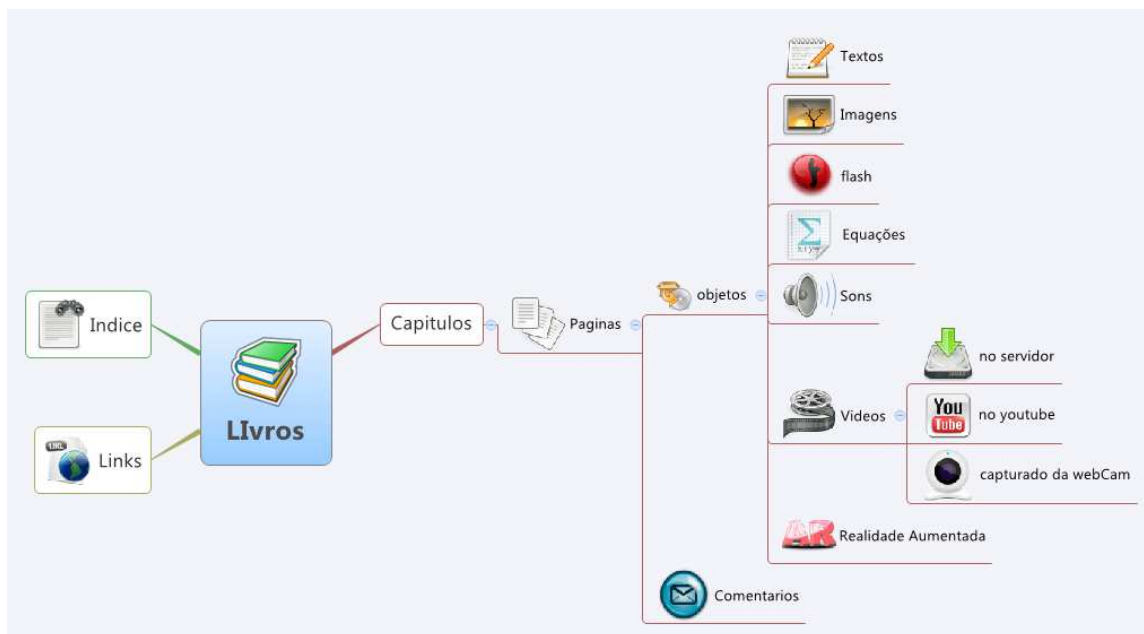 Indice
Links
LIvros
Capitulos
Paginas
objetos
Textos
Imagens
flash
Equações
Sons
Videos
no servidor
You
Tube
no youtube
capturado da webCam
AR
Realidade Aumentada
Comentarios